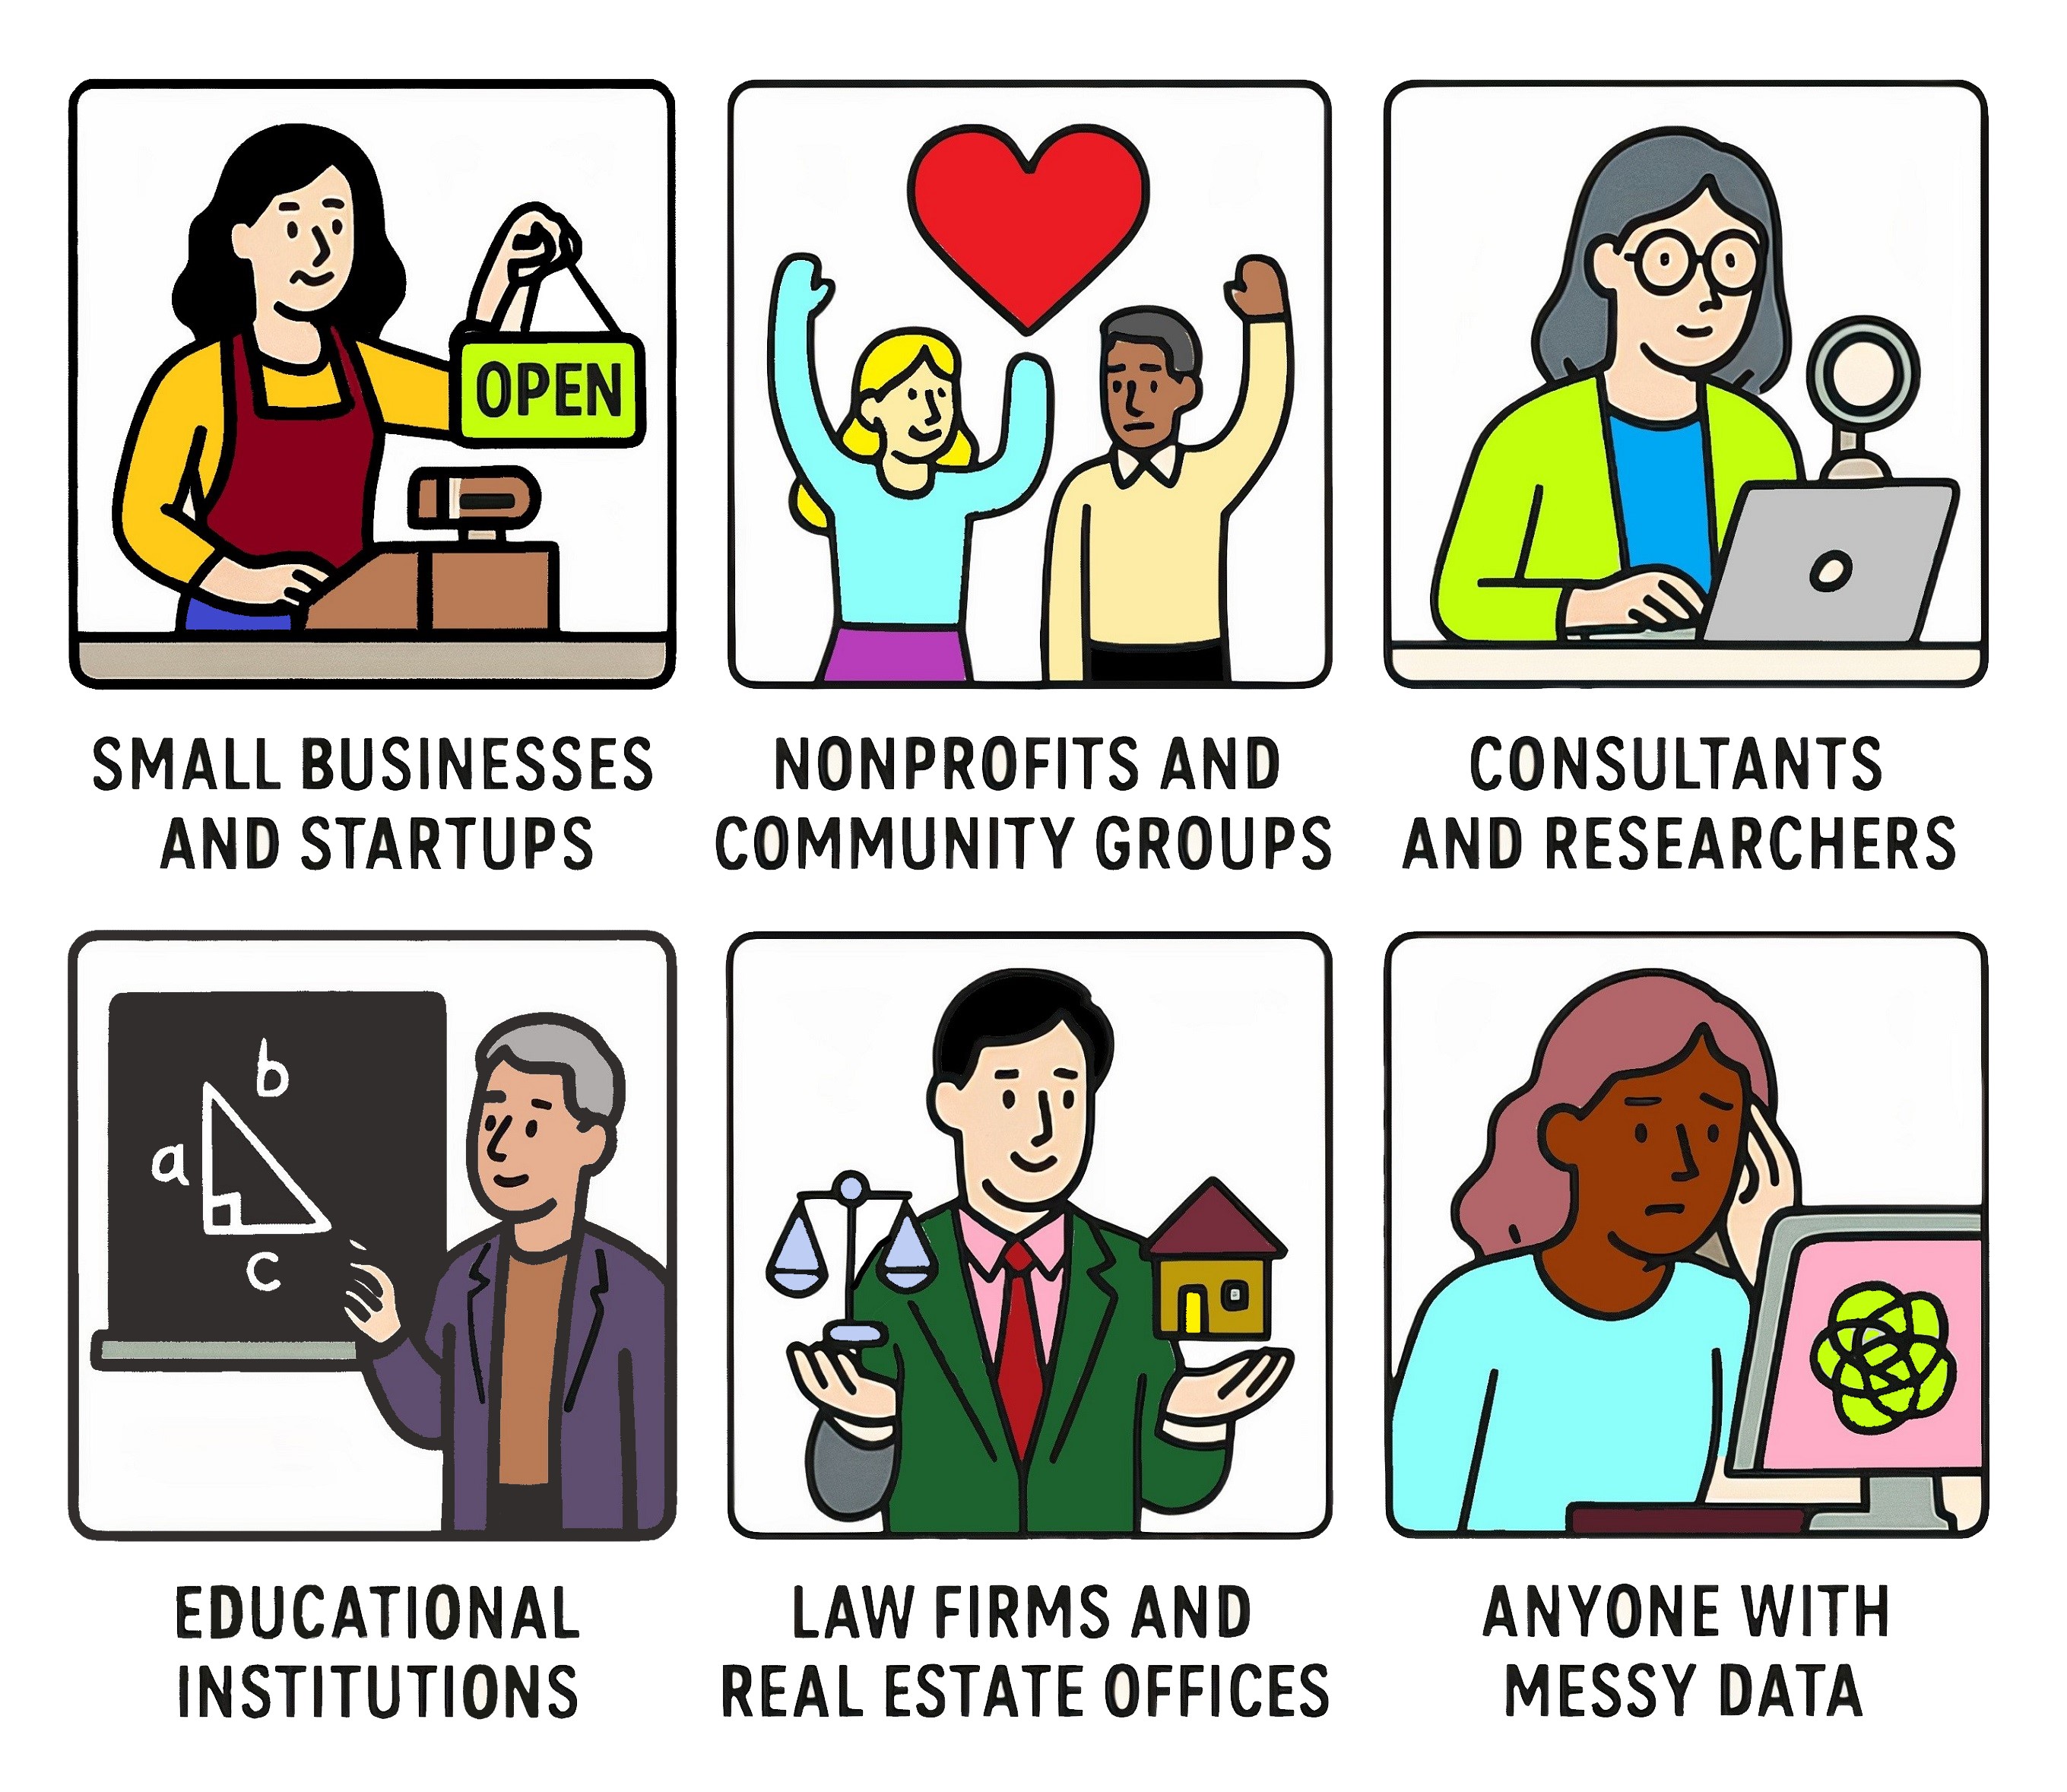 OPEN
SMALL BUSINESSES
AND STARTUPS
NONPROFITS AND
COMMUNITY GROUPS
CONSULTANTS
AND RESEARCHERS
b
a
c
EDUCATIONAL
INSTITUTIONS
LAW FIRMS AND
REAL ESTATE OFFICES
ANYONE WITH
MESSY DATA